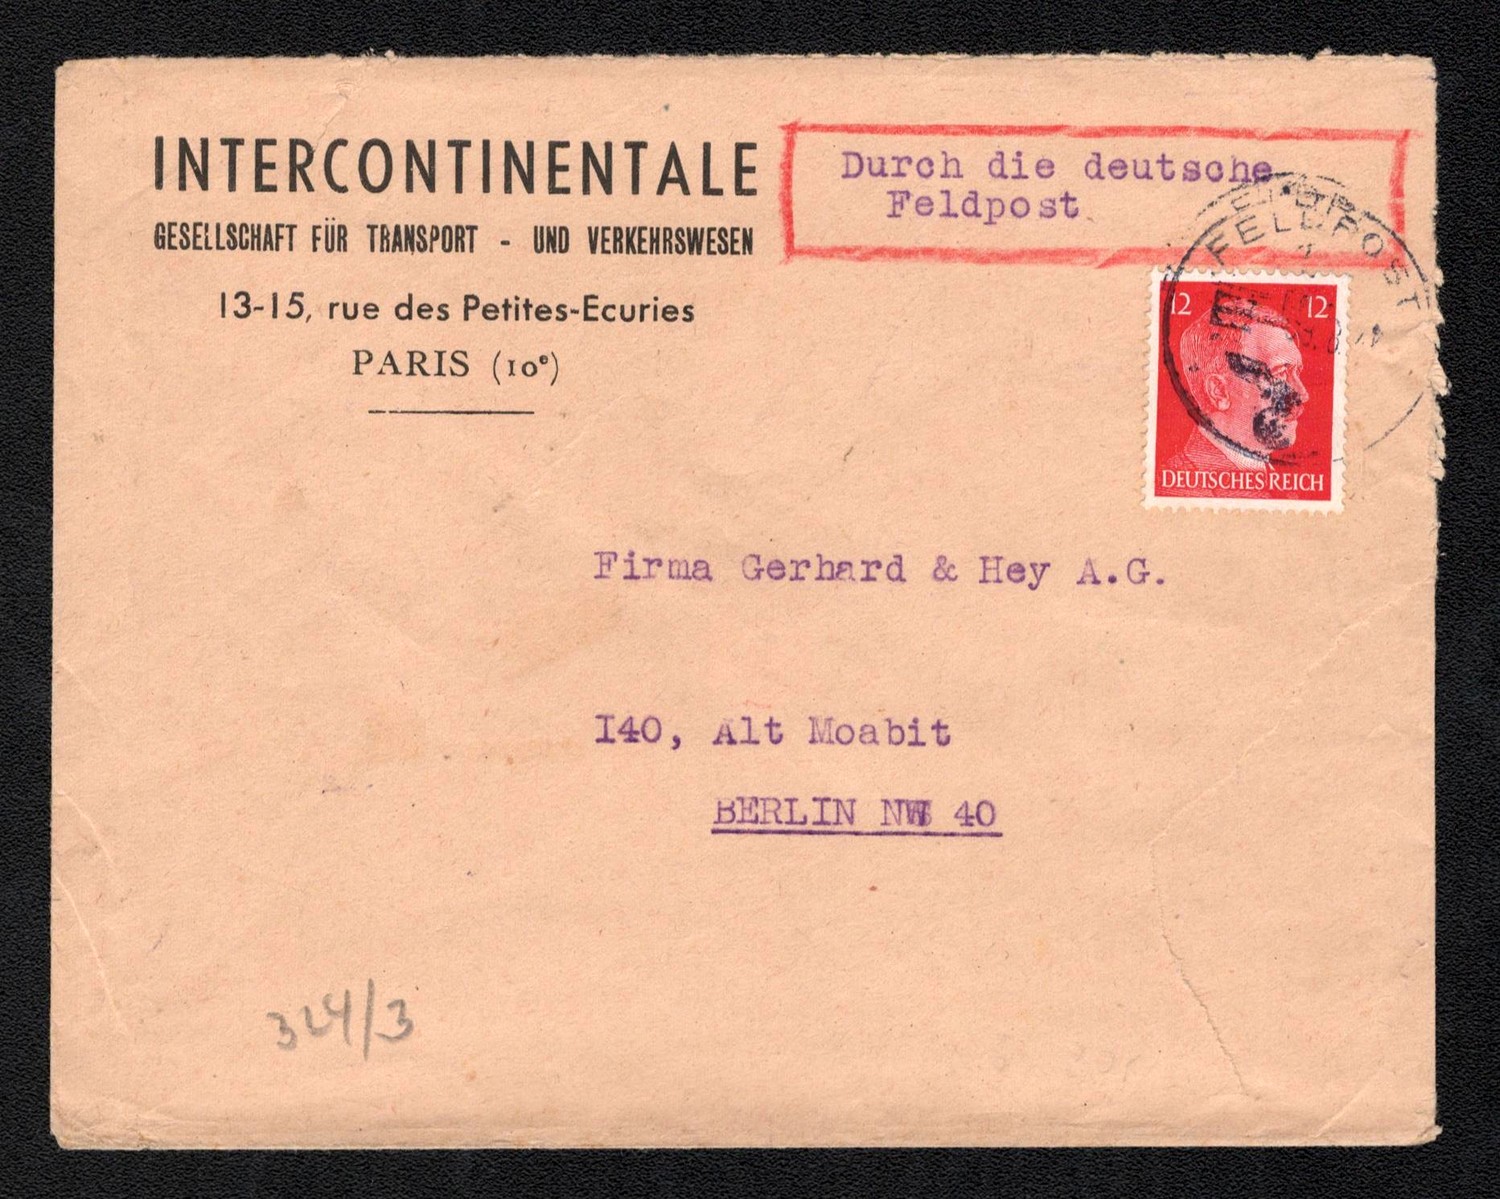 INTERCONTINENTALE
GESELLSCHAFT FÜR TRANSPORT - UND VERKEHRSWESEN
13-15, rue des Petites-Ecuries
PARIS (10e)
Durch die deutsche
Feldpost
FELDPOST
12 12
DEUTSCHES REICH
Firma Gerhard & Hey A.G.
I40, Alt Moabit
BERLIN NW 40
324/3